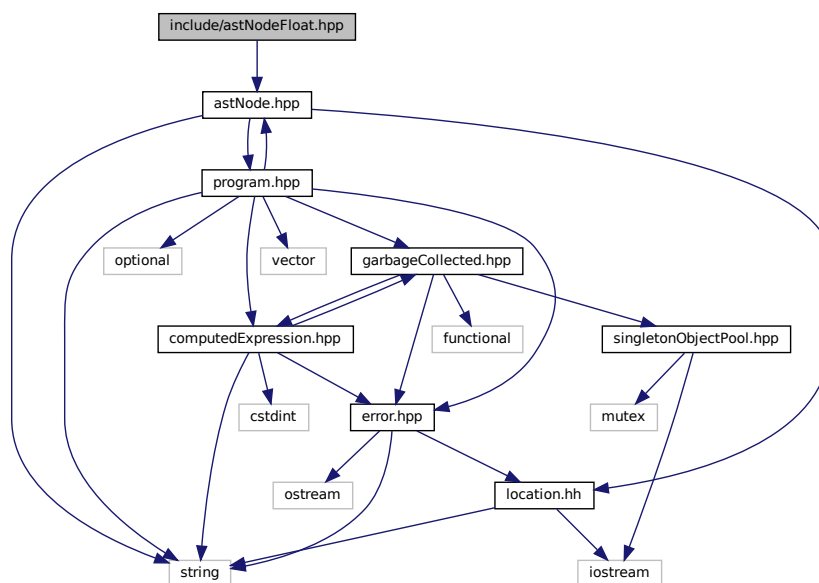 include/astNodeFloat.hpp
astNode.hpp
program.hpp
optional
vector
garbageCollected.hpp
computedExpression.hpp
functional
singletonObjectPool.hpp
cstdint
error.hpp
mutex
ostream
location.hh
string
iostream